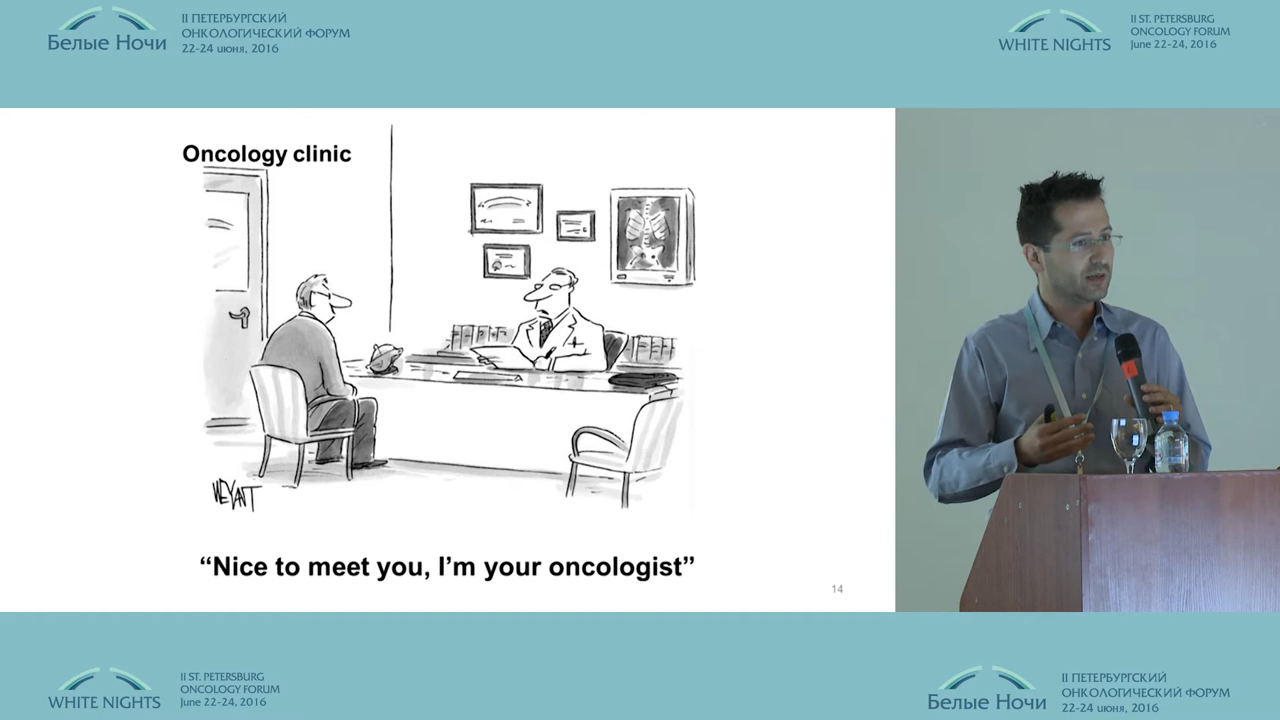 II ПЕТЕРБУРГСКИЙ
ОНКОЛОГИЧЕСКИЙ ФОРУМ
Белые Ночи
22-24 июня, 2016
II ST. PETERSBURG
ONCOLOGY FORUM
WHITE NIGHTS
June 22-24, 2016
Oncology clinic
WEYANT
“Nice to meet you, I’m your oncologist”
14
II ST. PETERSBURG
ONCOLOGY FORUM
WHITE NIGHTS
June 22-24, 2016
II ПЕТЕРБУРГСКИЙ
ОНКОЛОГИЧЕСКИЙ ФОРУМ
Белые Ночи
22-24 июня, 2016